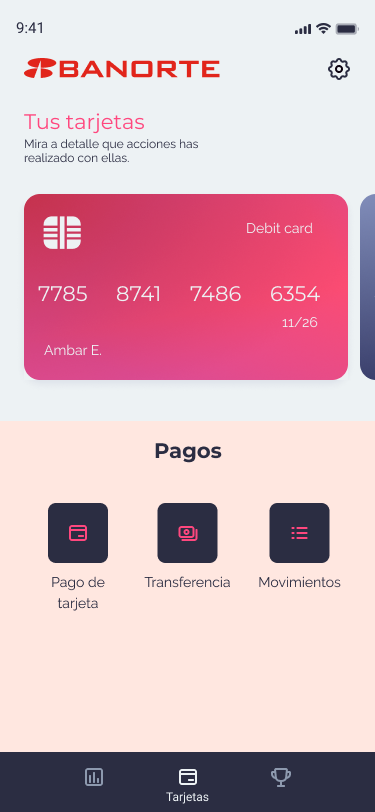 9:41
BANORTE
Tus tarjetas
Mira a detalle que acciones has
realizado con ellas.
Debit card
7785 8741 7486 6354
11/26
Ambar E.
Pagos
Pago de
tarjeta
Transferencia
Movimientos
Tarjetas